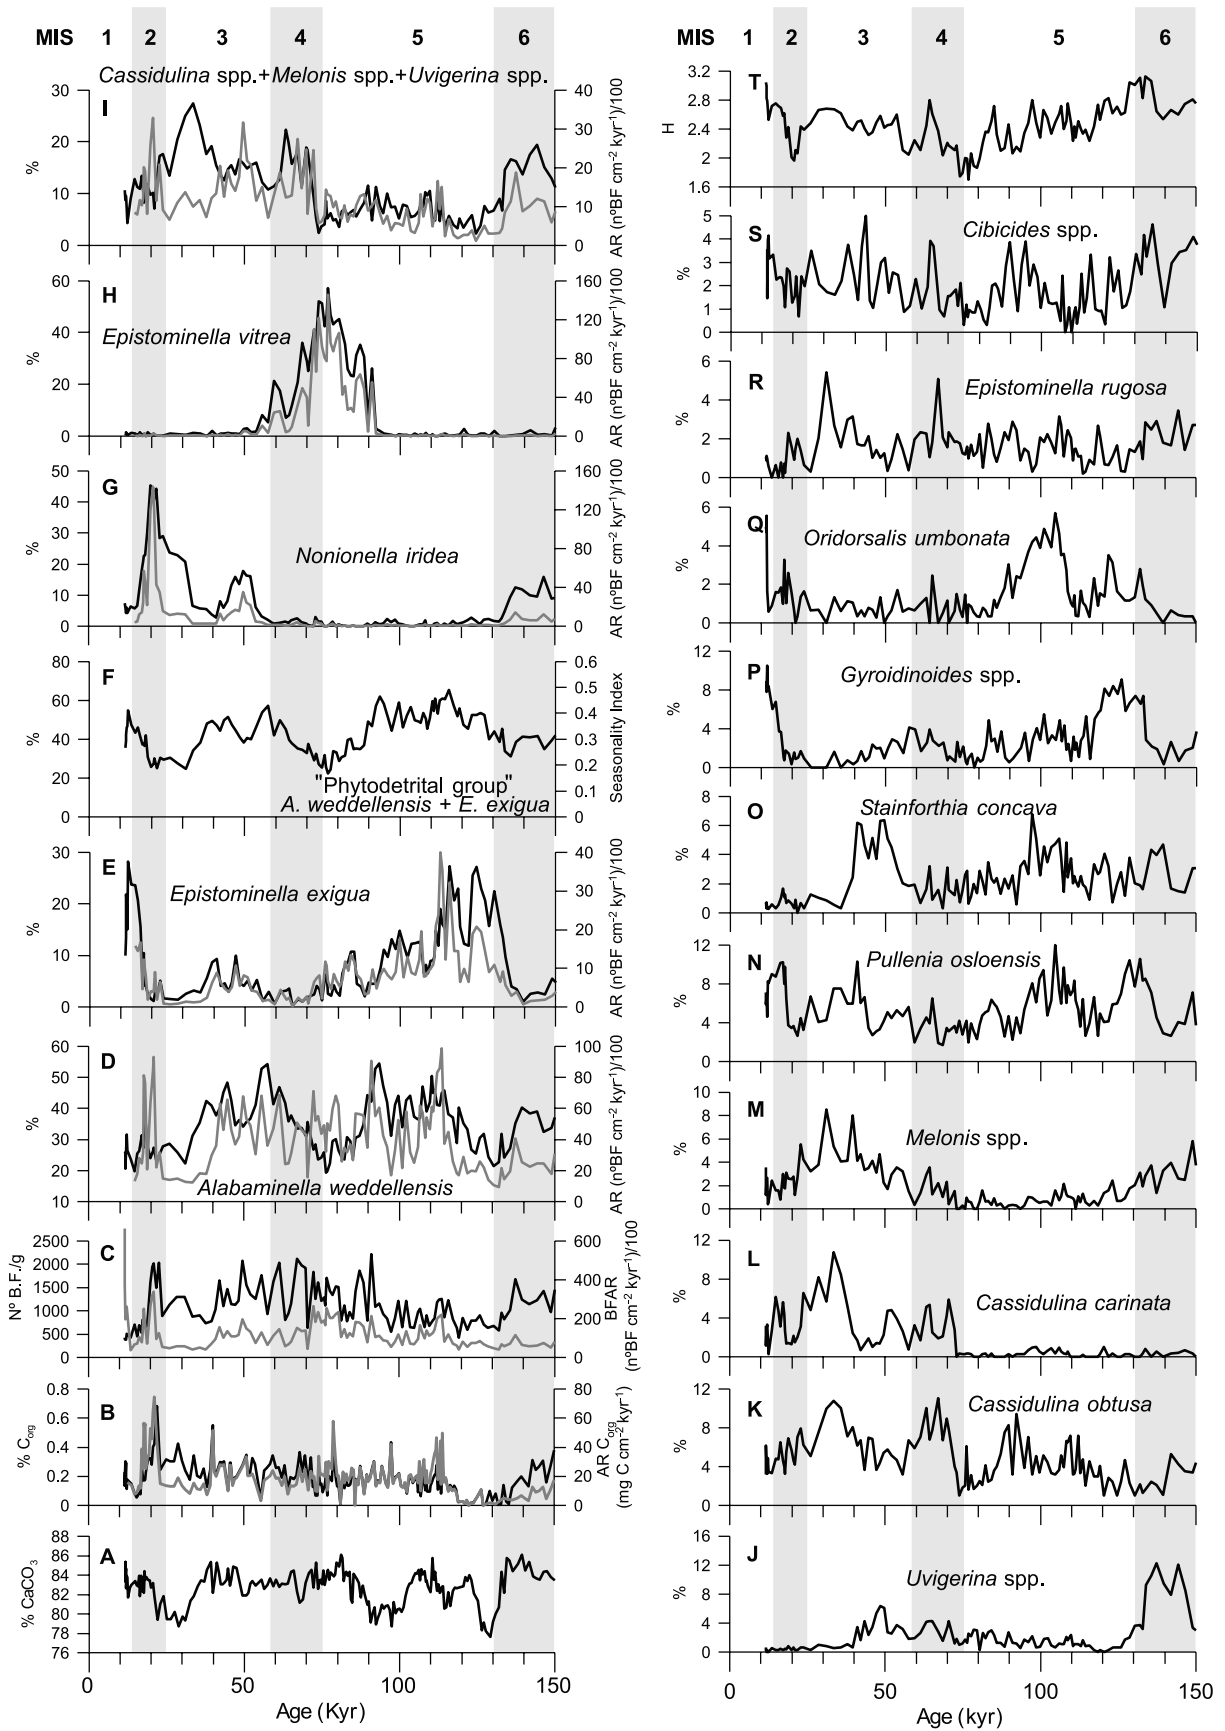 MIS 1 2 3 4 5 6
Cassidulina spp.+Melonis spp.+Uvigerina spp.
I
30
20
10
0
%
40
30
20
10
0
AR (nºBF cm⁻² kyr⁻¹)/100
H
Epistominella vitrea
60
40
20
0
%
160
120
80
40
0
AR (nºBF cm⁻² kyr⁻¹)/100
G
Nonionella iridea
50
40
30
20
10
0
%
160
120
80
40
0
AR (nºBF cm⁻² kyr⁻¹)/100
F
80
60
40
20
0
%
0.6
0.5
0.4
0.3
0.2
0.1
0
Seasonality Index
"Phytodetrital group"
A. weddellensis + E. exigua
E
Epistominella exigua
30
20
10
0
%
40
30
20
10
0
AR (nºBF cm⁻² kyr⁻¹)/100
D
Alabaminella weddellensis
60
50
40
30
20
10
%
100
80
60
40
20
0
AR (nºBF cm⁻² kyr⁻¹)/100
C
2500
2000
1500
1000
500
0
Nº B.F./g
600
400
200
0
BFAR
(nºBF cm⁻² kyr⁻¹)/100
B
0.8
0.6
0.4
0.2
0
% Corg
80
60
40
20
0
AR Corg
(mg C cm⁻² kyr⁻¹)
A
88
86
84
82
80
78
76
% CaCO₃
0 50 100 150
Age (Kyr)
MIS 1 2 3 4 5 6
T
3.2
2.8
2.4
2
1.6
H
S
Cibicides spp.
5
4
3
2
1
0
%
R
Epistominella rugosa
6
4
2
0
%
Q
Oridorsalis umbonata
6
4
2
0
%
P
Gyroidinoides spp.
12
8
4
0
%
O
Stainforthia concava
8
6
4
2
0
%
N
Pullenia osloensis
12
8
4
0
%
M
Melonis spp.
10
8
6
4
2
0
%
L
Cassidulina carinata
12
8
4
0
%
K
Cassidulina obtusa
12
8
4
0
%
J
Uvigerina spp.
16
12
8
4
0
%
0 50 100 150
Age (kyr)